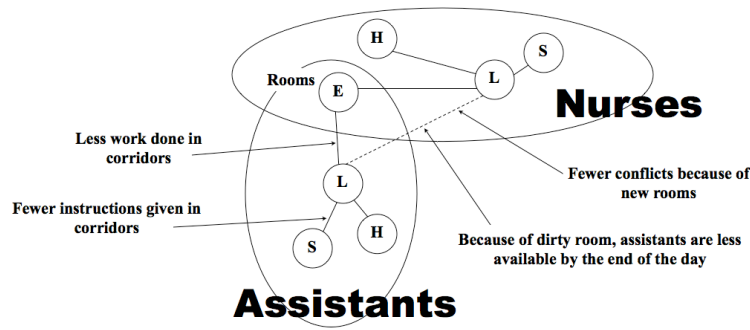 H
S
L
Rooms
E
Nurses
Less work done in
corridors
Fewer conflicts because of
new rooms
L
Fewer instructions given in
corridors
H
S
Because of dirty room, assistants are less
available by the end of the day
Assistants